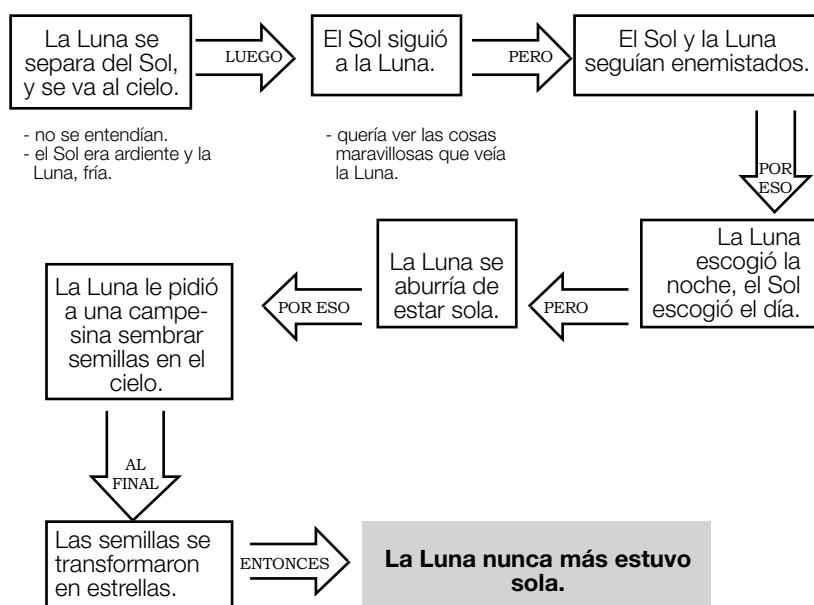 La Luna se
separa del Sol,
y se va al cielo.
LUEGO
El Sol siguió
a la Luna.
PERO
El Sol y la Luna
seguían enemistados.
- no se entendían.
- el Sol era ardiente y la
Luna, fría.
- quería ver las cosas
maravillosas que veía
la Luna.
POR
ESO
La Luna
escogió la
noche, el Sol
escogió el día.
PERO
La Luna se
aburría de
estar sola.
POR ESO
La Luna le pidió
a una campe-
sina sembrar
semillas en el
cielo.
AL
FINAL
Las semillas se
transformaron
en estrellas.
ENTONCES
La Luna nunca más estuvo
sola.